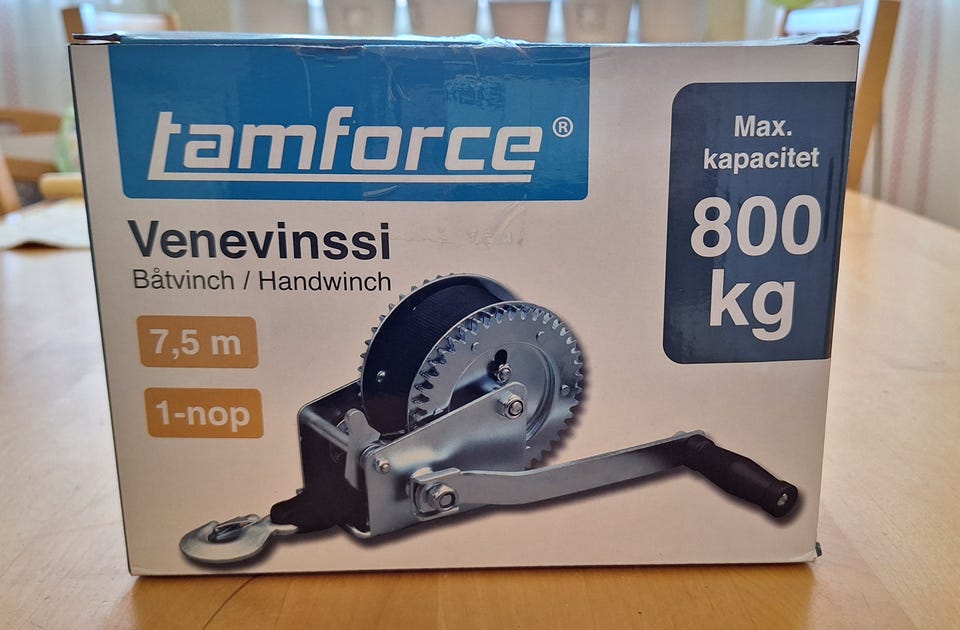 tamforce®
Venevinssi
Båtvinch / Handwinch
7,5 m
1-nop
Max.
kapacitet
800
kg